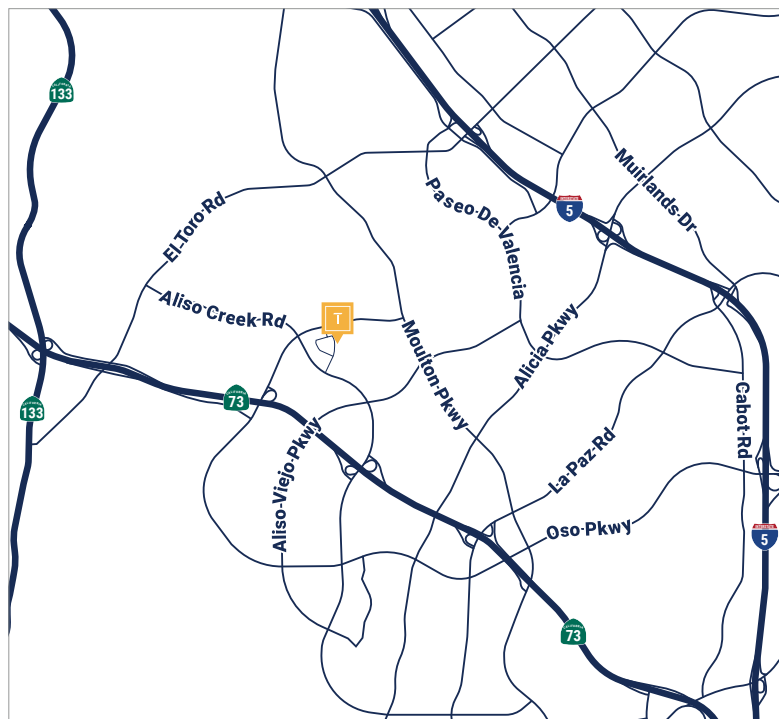 133
Muirlands Dr
Paseo De Valencia
El Toro Rd
5
Aliso Creek Rd
T
Moulton Pkwy
Alicia Pkwy
73
133
Cabot Rd
Aliso Viejo Pkwy
La Paz Rd
Oso Pkwy
5
73